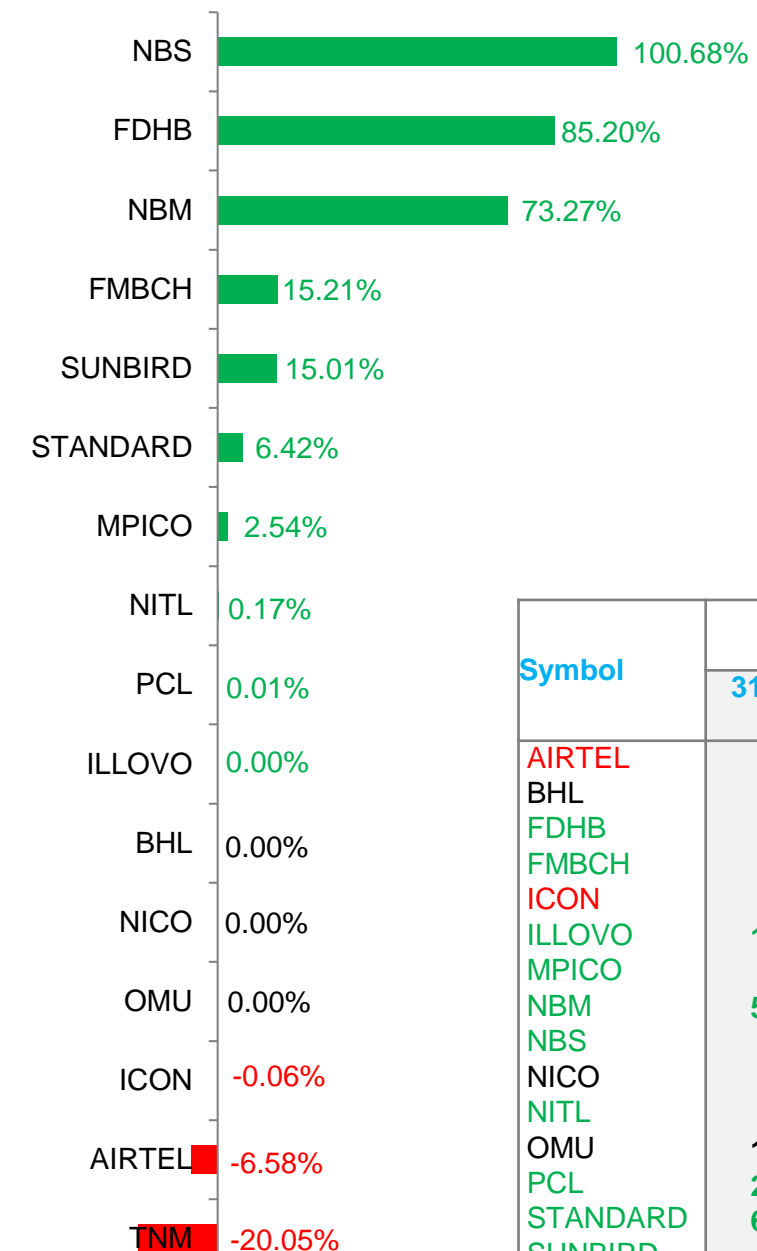 NBS 100.68%
FDHB 85.20%
NBM 73.27%
FMBCH 15.21%
SUNBIRD 15.01%
STANDARD 6.42%
MPICO 2.54%
NITL 0.17%
PCL 0.01%
ILLOVO 0.00%
BHL 0.00%
NICO 0.00%
OMU 0.00%
ICON -0.06%
AIRTEL -6.58%
TNM -20.05%
Symbol 31
AIRTEL
BHL
FDHB
FMBCH
ICON
ILLOVO
MPICO
NBM
NBS
NICO
NITL
OMU
PCL
STANDARD
SUNBIRD